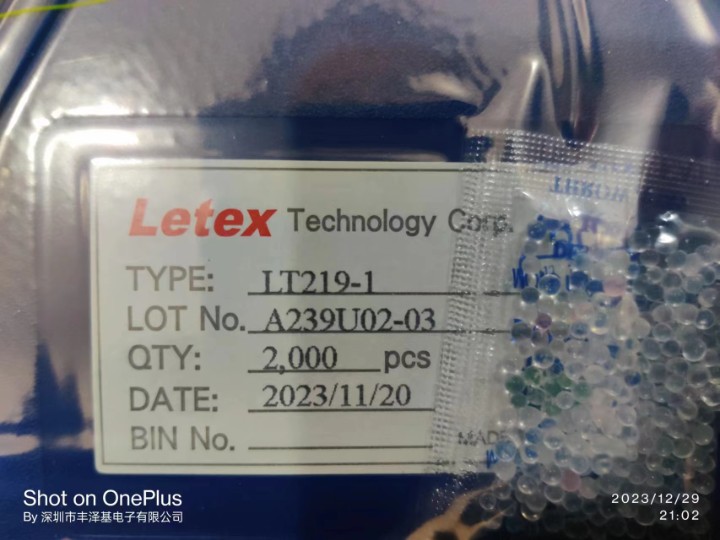 Letex Technology Corp.
TYPE: LT219-1
LOT No. A239U02-03
QTY: 2,000 pcs
DATE: 2023/11/20
BIN No.
MADE
THROW
Shot on OnePlus
By 深圳市丰泽基电子有限公司
2023/12/29
21:02